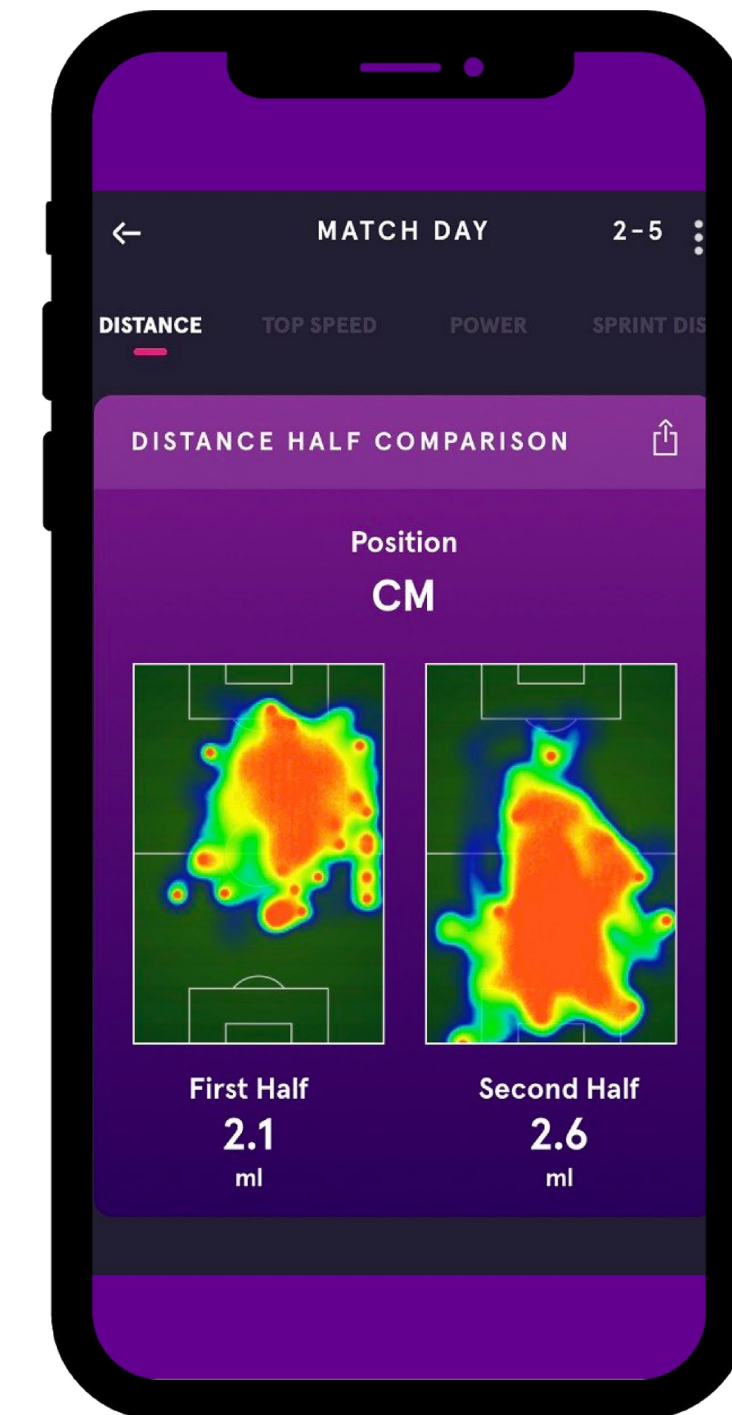 MATCH DAY 2-5
DISTANCE TOP SPEED POWER SPRINT DIS
DISTANCE HALF COMPARISON
Position
CM
First Half Second Half
2.1 2.6
ml ml